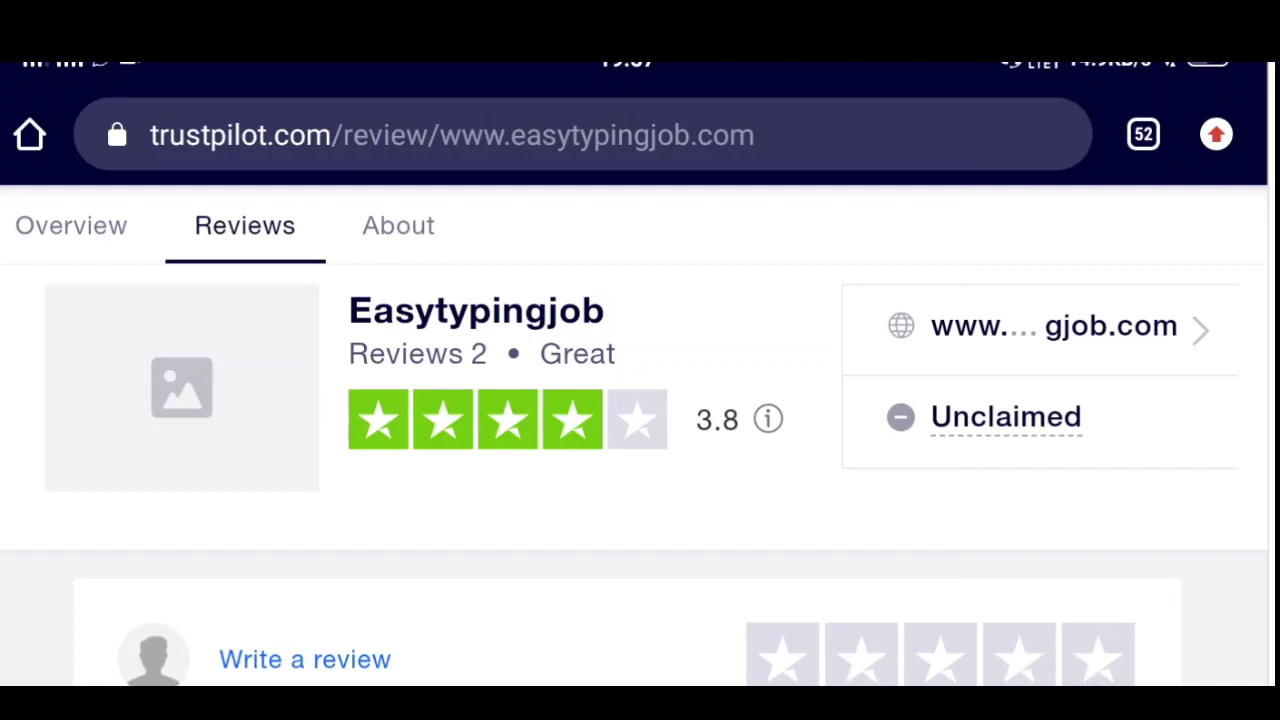 trustpilot.com/review/www.easytypingjob.com
52
Overview
Reviews
About
Easytypingjob
Reviews 2 • Great
3.8
www.... gjob.com
Unclaimed
Write a review